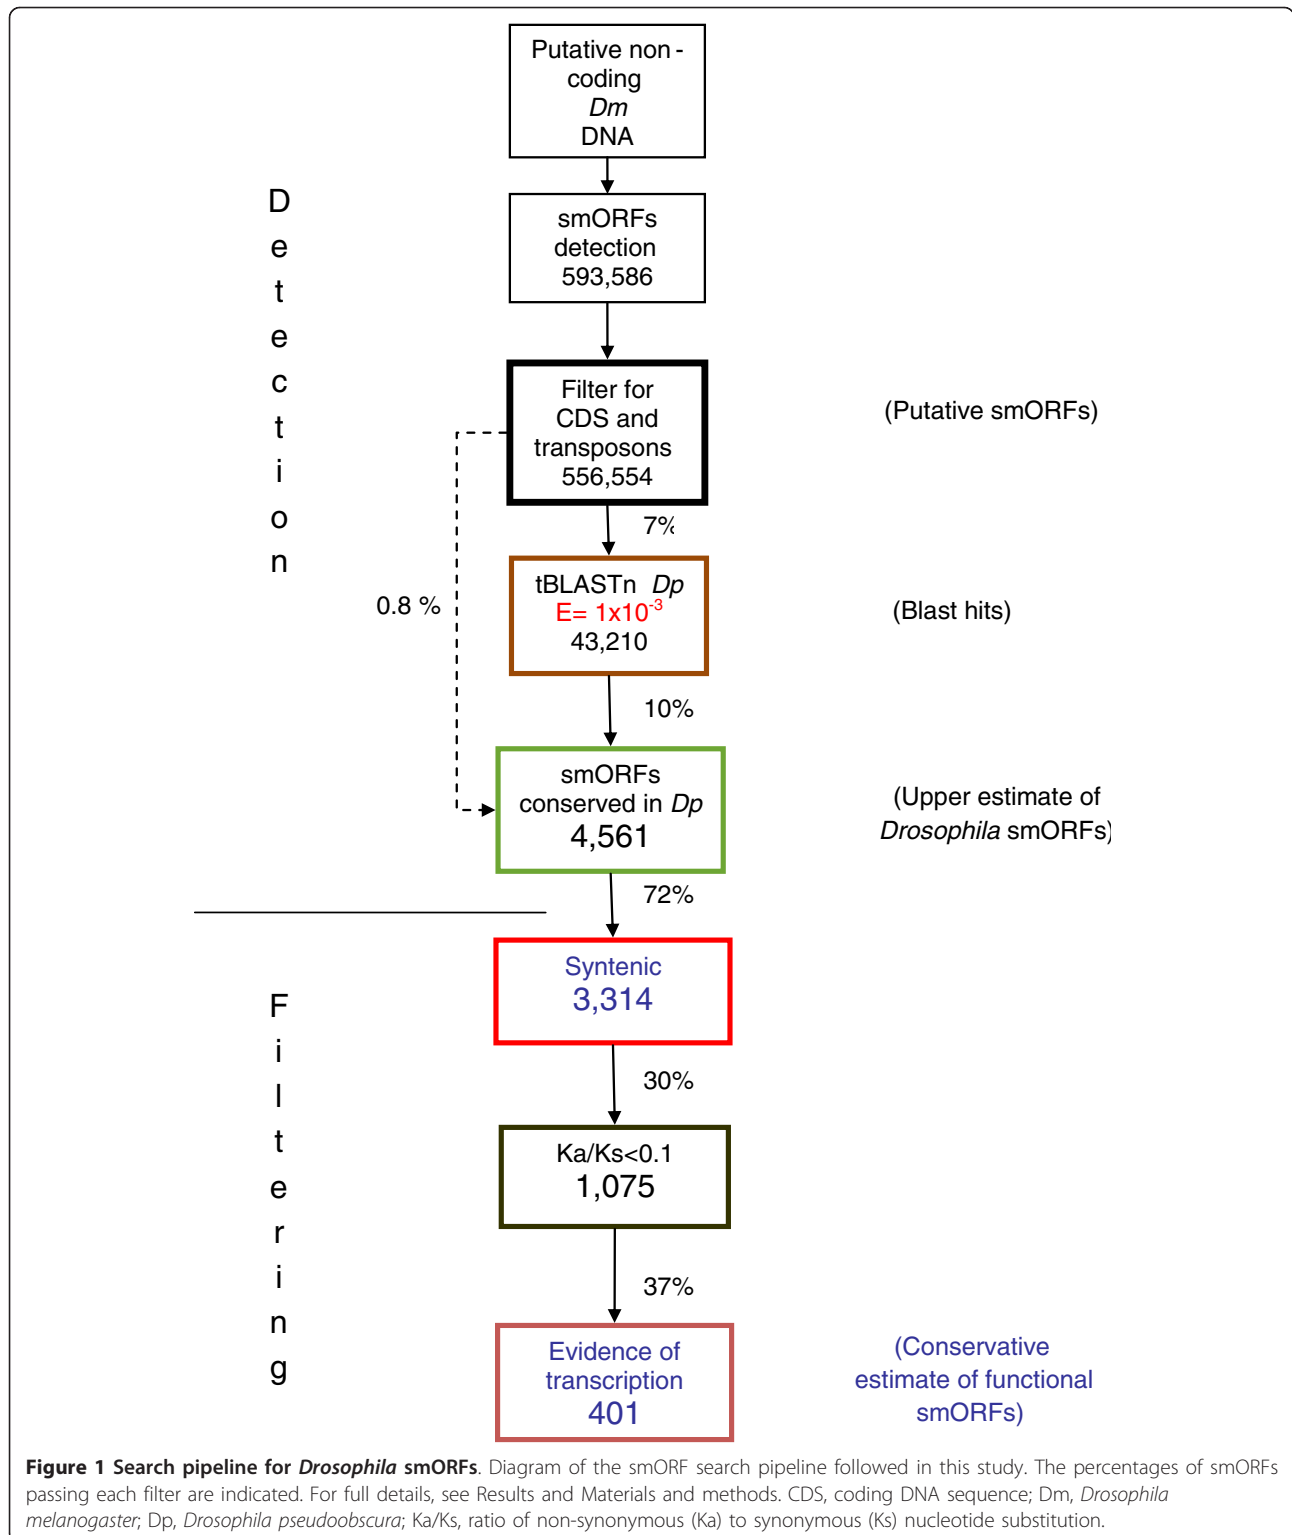 Putative non-
coding
Dm
DNA
D
e
t
e
c
t
i
o
n
smORFs
detection
593,586
Filter for
CDS and
transposons
556,554
(Putative smORFs)
7%
0.8 %
tBLASTn Dp
E= 1x10-3
43,210
(Blast hits)
10%
smORFs
conserved in Dp
4,561
(Upper estimate of
Drosophila smORFs)
72%
F
i
l
t
e
r
i
n
g
Syntenic
3,314
30%
Ka/Ks<0.1
1,075
37%
Evidence of
transcription
401
(Conservative
estimate of functional
smORFs)
Figure 1 Search pipeline for Drosophila smORFs. Diagram of the smORF search pipeline followed in this study. The percentages of smORFs
passing each filter are indicated. For full details, see Results and Materials and methods. CDS, coding DNA sequence; Dm, Drosophila
melanogaster; Dp, Drosophila pseudoobscura; Ka/Ks, ratio of non-synonymous (Ka) to synonymous (Ks) nucleotide substitution.